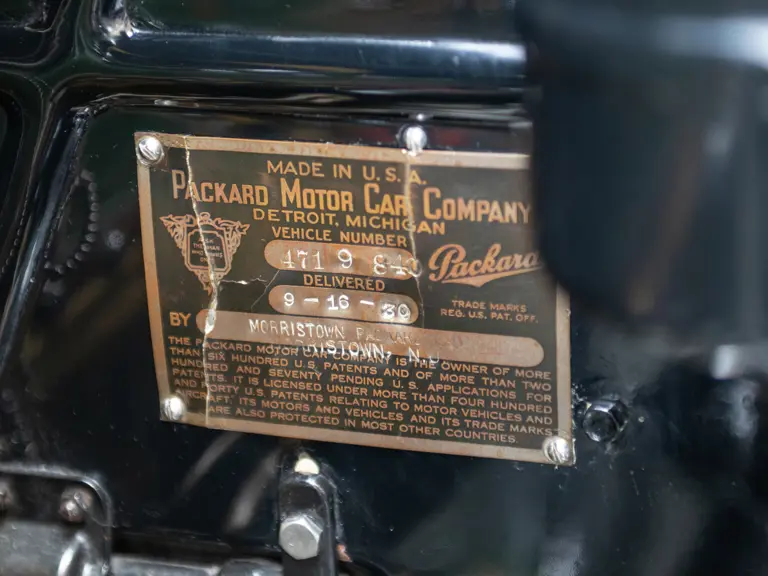 MADE IN U.S.A.
PACKARD MOTOR CAR COMPANY
DETROIT, MICHIGAN
VEHICLE NUMBER
471 9 840
Packard
DELIVERED
9-16-39
TRADE MARKS
REG. U.S. PAT. OFF.
BY
MORRISTOWN
MORRISTOWN, N.J.
THE PACKARD MOTOR CAR COMPANY IS THE OWNER OF MORE
THAN SIX HUNDRED U.S. PATENTS AND OF MORE THAN TWO
HUNDRED AND SEVENTY PENDING U.S. APPLICATIONS FOR
PATENTS. IT IS LICENSED UNDER MORE THAN FOUR HUNDRED
AND FORTY U.S. PATENTS RELATING TO MOTOR VEHICLES AND
AIRCRAFT. ITS MOTORS AND VEHICLES AND ITS TRADE MARKS
ARE ALSO PROTECTED IN MOST OTHER COUNTRIES.